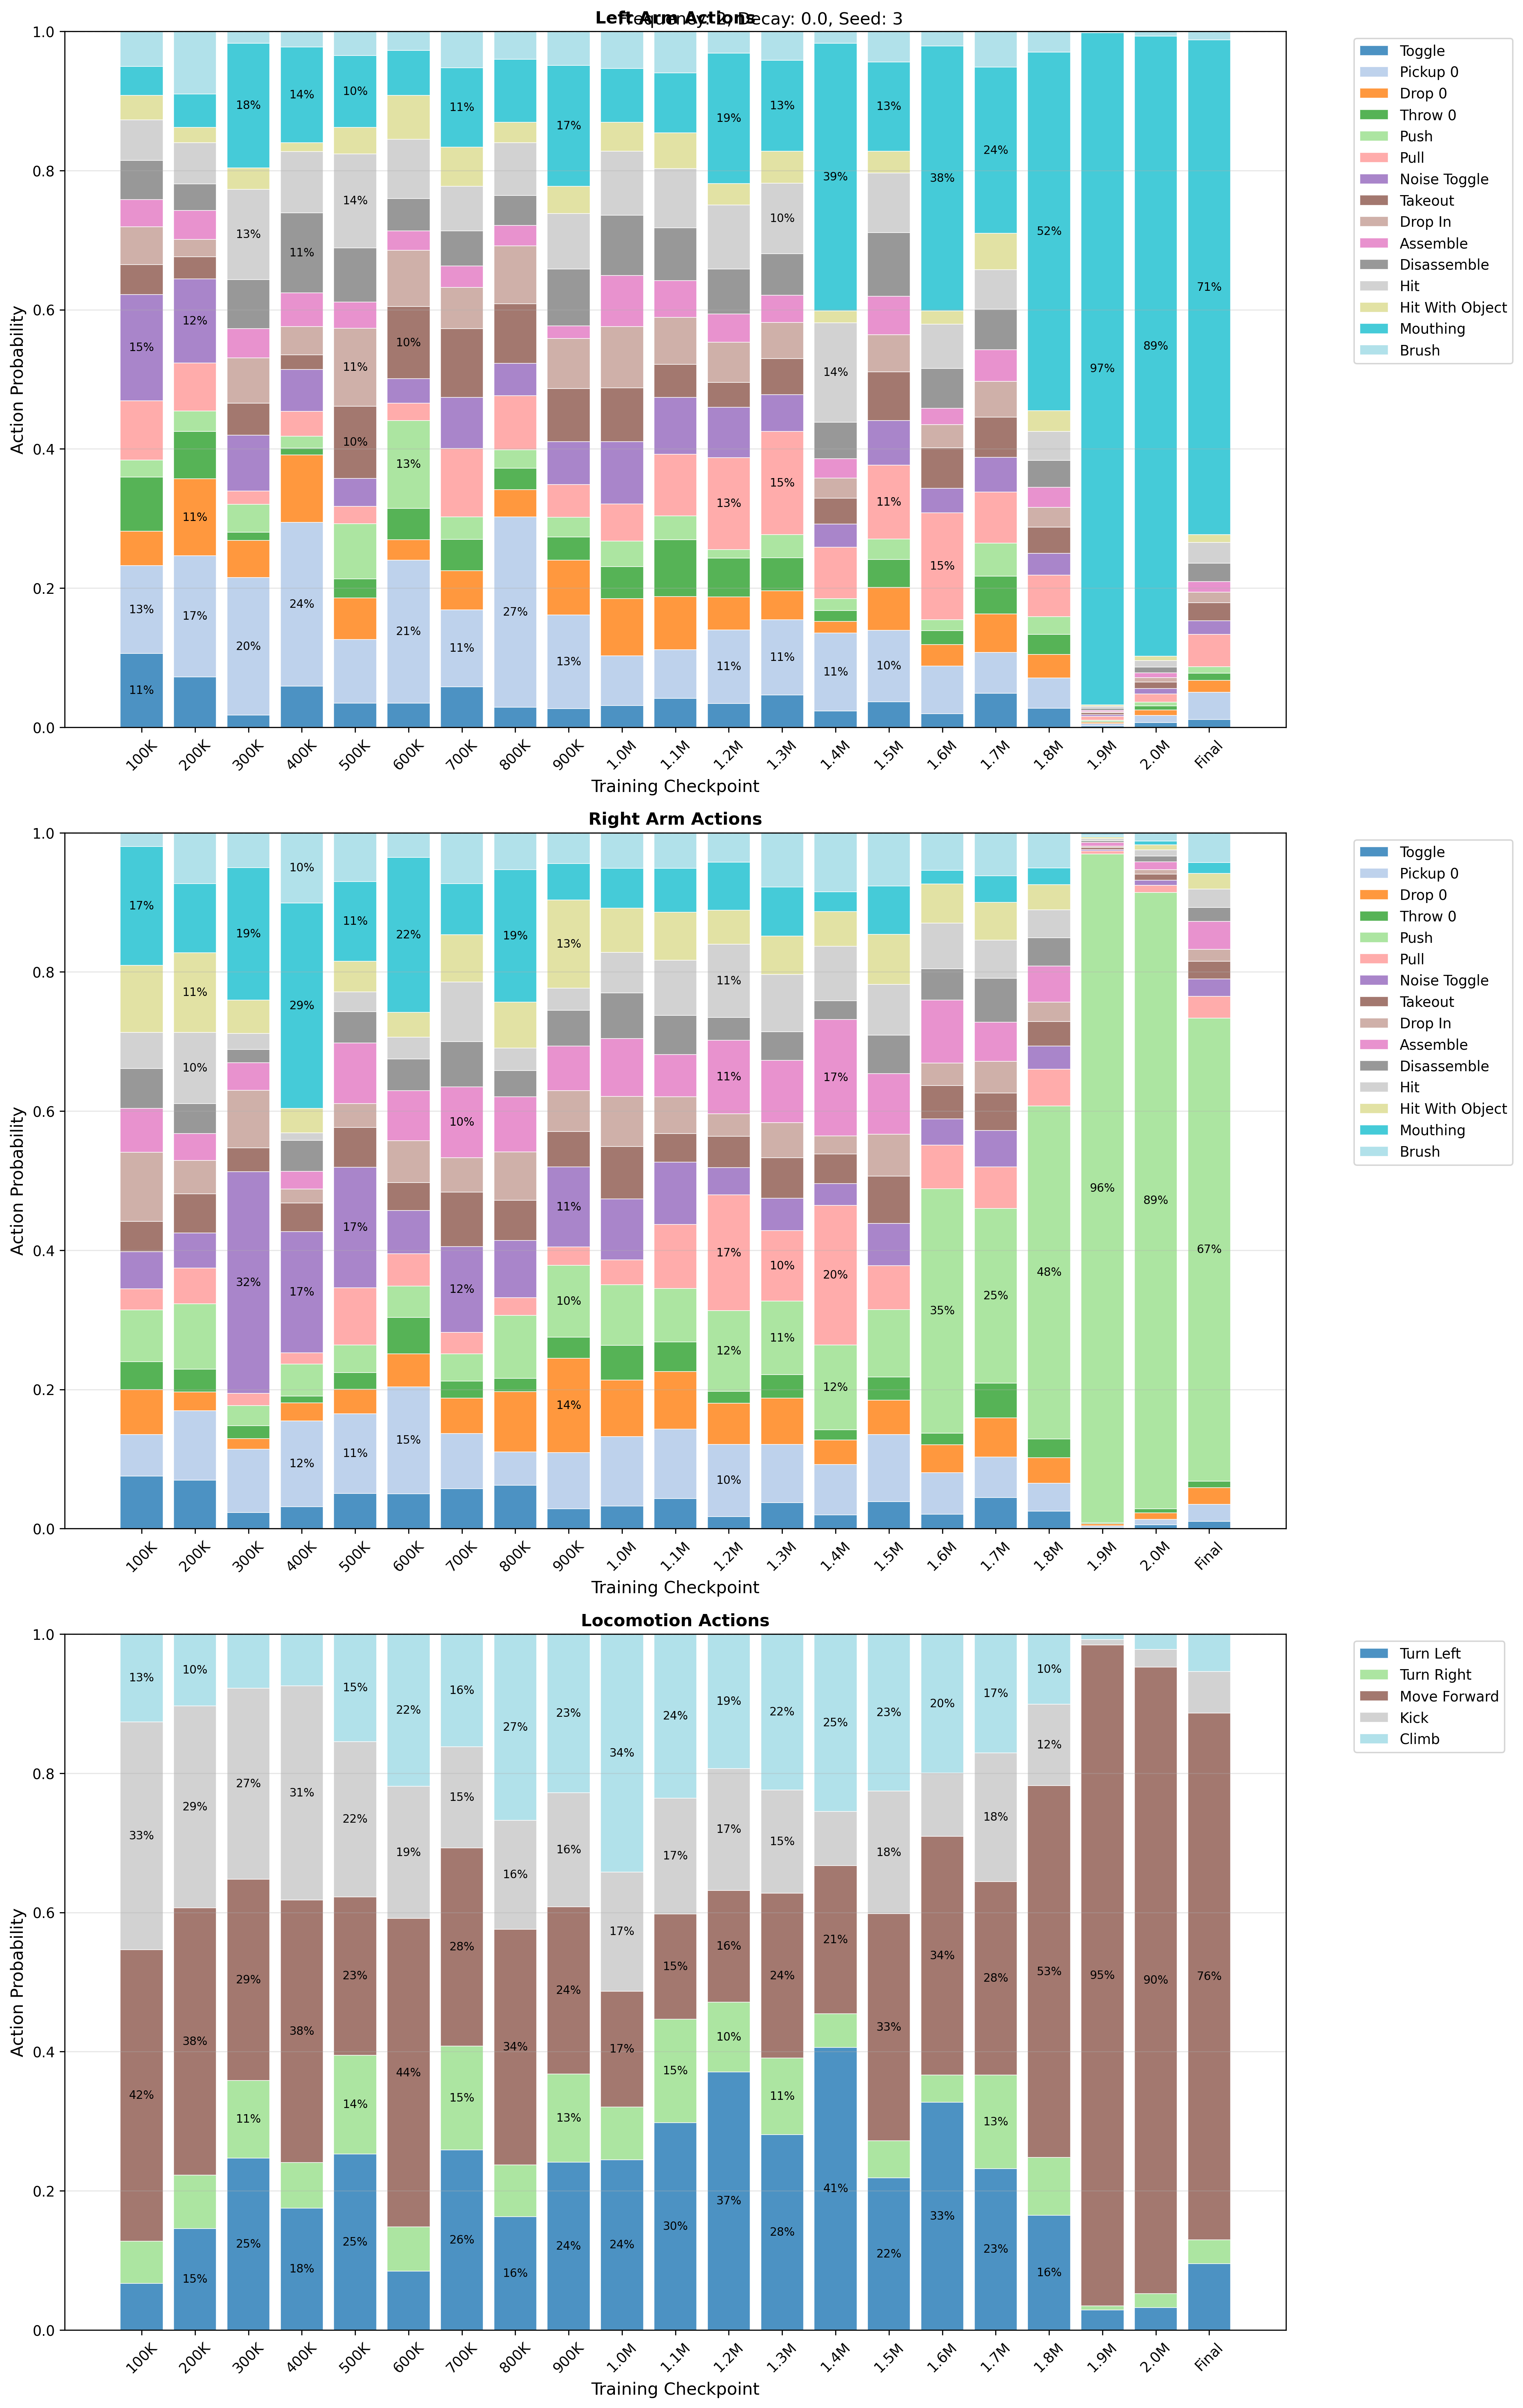 Left Arm Actions
Frequency: 2, Decay: 0.0, Seed: 3
Action Probability
1.0
0.8
0.6
0.4
0.2
0.0
15%
13%
11%
12%
11%
17%
18%
13%
20%
14%
11%
24%
10%
14%
11%
10%
10%
13%
21%
11%
11%
27%
17%
13%
19%
13%
11%
13%
10%
15%
11%
39%
14%
11%
13%
11%
10%
38%
15%
24%
52%
97%
89%
71%
100K
200K
300K
400K
500K
600K
700K
800K
900K
1.0M
1.1M
1.2M
1.3M
1.4M
1.5M
1.6M
1.7M
1.8M
1.9M
2.0M
Final
Training Checkpoint
Toggle
Pickup 0
Drop 0
Throw 0
Push
Pull
Noise Toggle
Takeout
Drop In
Assemble
Disassemble
Hit
Hit With Object
Mouthing
Brush
Right Arm Actions
Action Probability
1.0
0.8
0.6
0.4
0.2
0.0
17%
11%
10%
19%
32%
10%
29%
17%
12%
11%
17%
11%
22%
15%
10%
12%
19%
13%
11%
10%
14%
11%
11%
17%
12%
10%
10%
11%
17%
20%
12%
35%
25%
48%
96%
89%
67%
100K
200K
300K
400K
500K
600K
700K
800K
900K
1.0M
1.1M
1.2M
1.3M
1.4M
1.5M
1.6M
1.7M
1.8M
1.9M
2.0M
Final
Training Checkpoint
Toggle
Pickup 0
Drop 0
Throw 0
Push
Pull
Noise Toggle
Takeout
Drop In
Assemble
Disassemble
Hit
Hit With Object
Mouthing
Brush
Locomotion Actions
Action Probability
1.0
0.8
0.6
0.4
0.2
0.0
13%
33%
42%
10%
29%
38%
15%
27%
29%
11%
25%
31%
38%
18%
15%
22%
23%
14%
25%
22%
19%
44%
16%
15%
28%
15%
26%
27%
16%
34%
16%
23%
16%
24%
13%
24%
34%
17%
17%
24%
24%
17%
15%
15%
30%
19%
17%
16%
10%
37%
22%
15%
24%
11%
28%
25%
21%
41%
23%
18%
33%
22%
20%
34%
33%
17%
18%
28%
13%
23%
10%
12%
53%
16%
95%
90%
76%
100K
200K
300K
400K
500K
600K
700K
800K
900K
1.0M
1.1M
1.2M
1.3M
1.4M
1.5M
1.6M
1.7M
1.8M
1.9M
2.0M
Final
Training Checkpoint
Turn Left
Turn Right
Move Forward
Kick
Climb